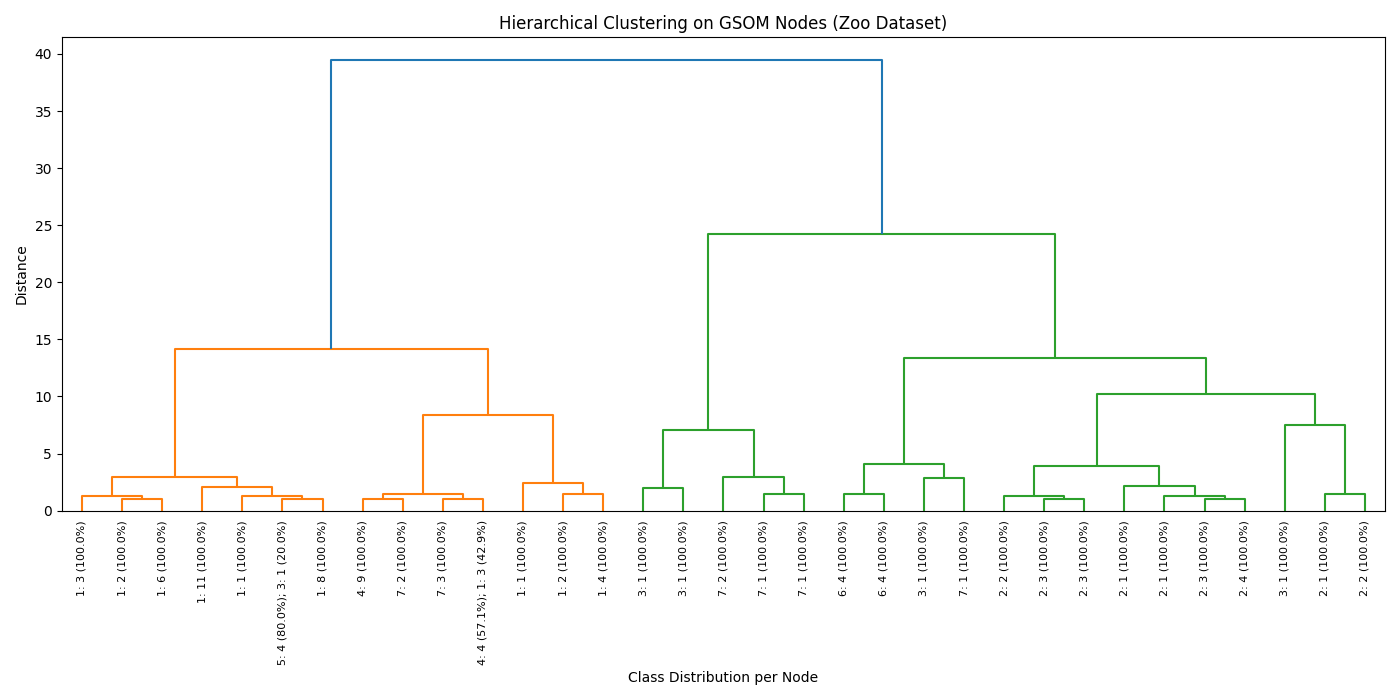 Hierarchical Clustering on GSOM Nodes (Zoo Dataset)
40
35
30
25
20
15
10
5
0
Distance
1: 3 (100.0%)
1: 2 (100.0%)
1: 6 (100.0%)
1: 11 (100.0%)
1: 1 (100.0%)
5: 4 (80.0%); 3: 1 (20.0%)
1: 8 (100.0%)
4: 9 (100.0%)
7: 2 (100.0%)
7: 3 (100.0%)
4: 4 (57.1%); 1: 3 (42.9%)
1: 1 (100.0%)
1: 2 (100.0%)
1: 4 (100.0%)
3: 1 (100.0%)
3: 1 (100.0%)
7: 2 (100.0%)
7: 1 (100.0%)
7: 1 (100.0%)
6: 4 (100.0%)
6: 4 (100.0%)
3: 1 (100.0%)
7: 1 (100.0%)
2: 2 (100.0%)
2: 3 (100.0%)
2: 3 (100.0%)
2: 1 (100.0%)
2: 1 (100.0%)
2: 3 (100.0%)
2: 4 (100.0%)
3: 1 (100.0%)
2: 1 (100.0%)
2: 2 (100.0%)
Class Distribution per Node